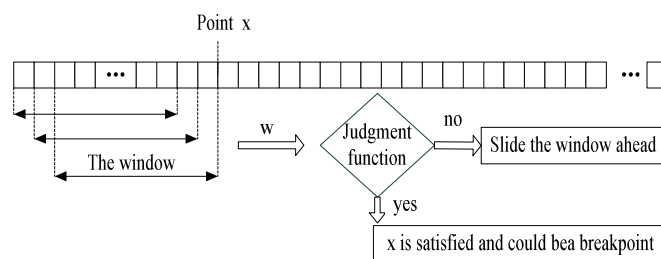 Point x
...
...
w
Judgment
function
no
Slide the window ahead
The window
yes
x is satisfied and could bea breakpoint